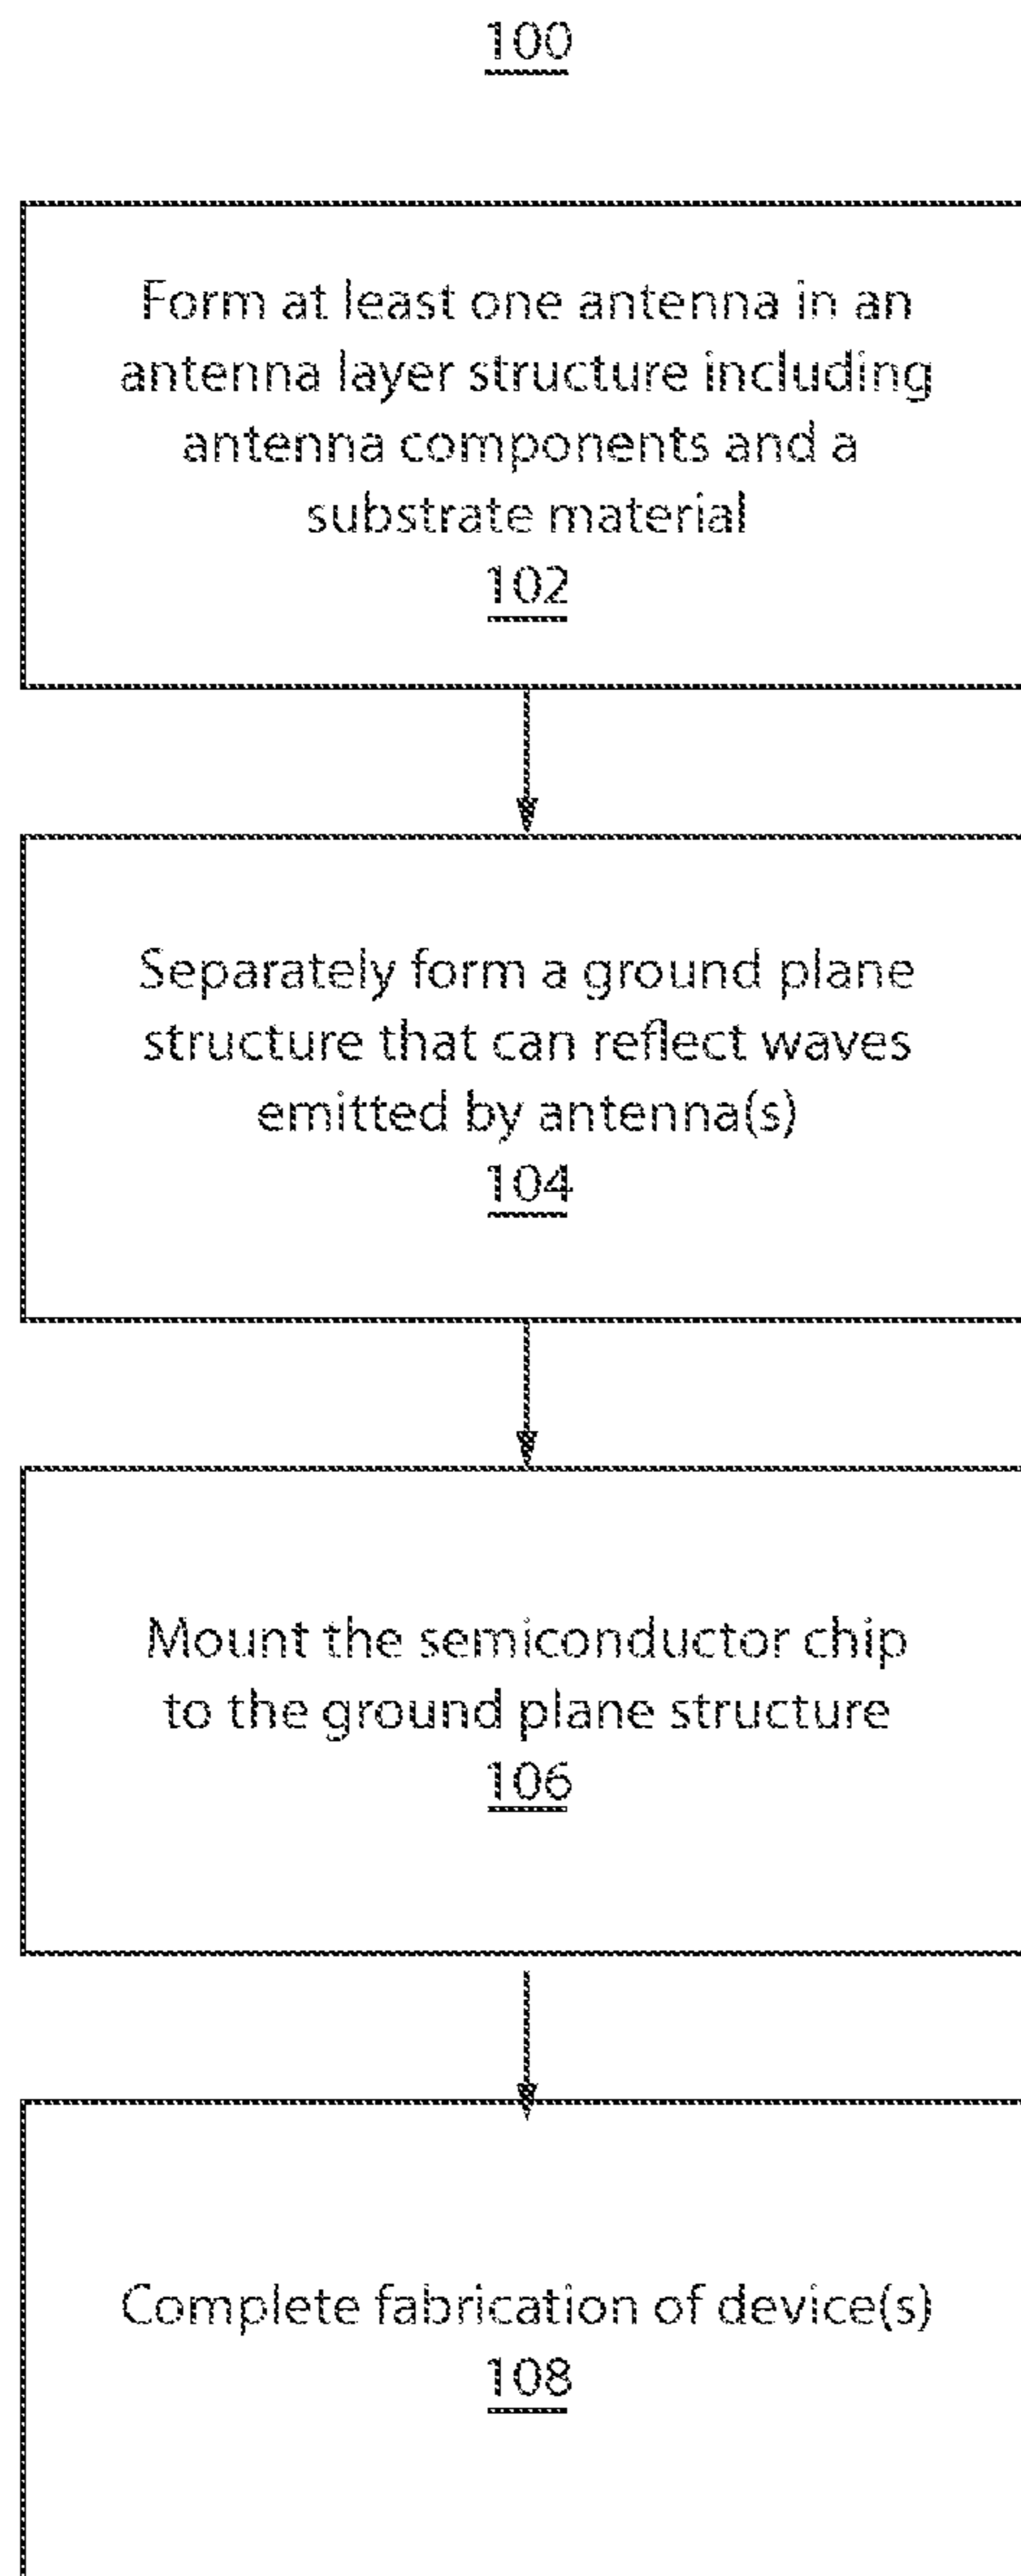 100
Form at least one antenna in an
antenna layer structure including
antenna components and a
substrate material
102
Separately form a ground plane
structure that can reflect waves
emitted by antenna(s)
104
Mount the semiconductor chip
to the ground plane structure
106
Complete fabrication of device(s)
108